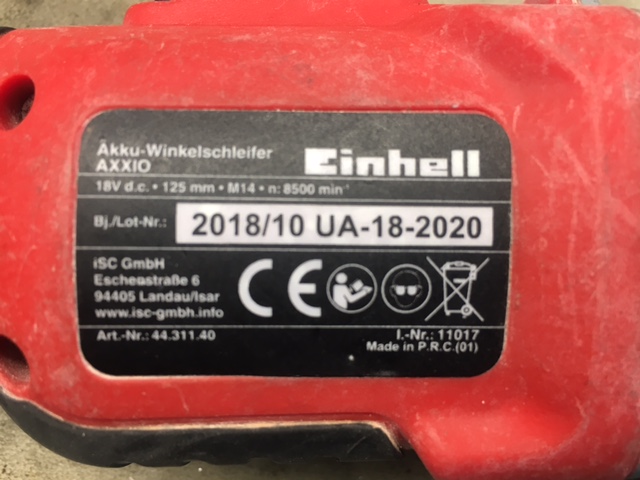 Akku-Winkelschleifer
AXXIO
Einhell
18V d.c. • 125 mm • M14 • n: 8500 min⁻¹
Bj./Lot-Nr.: 2018/10 UA-18-2020
iSC GmbH
Eschenstraße 6
94405 Landau/Isar
www.isc-gmbh.info
CE
Art.-Nr.: 44.311.40
I.-Nr.: 11017
Made in P.R.C.(01)